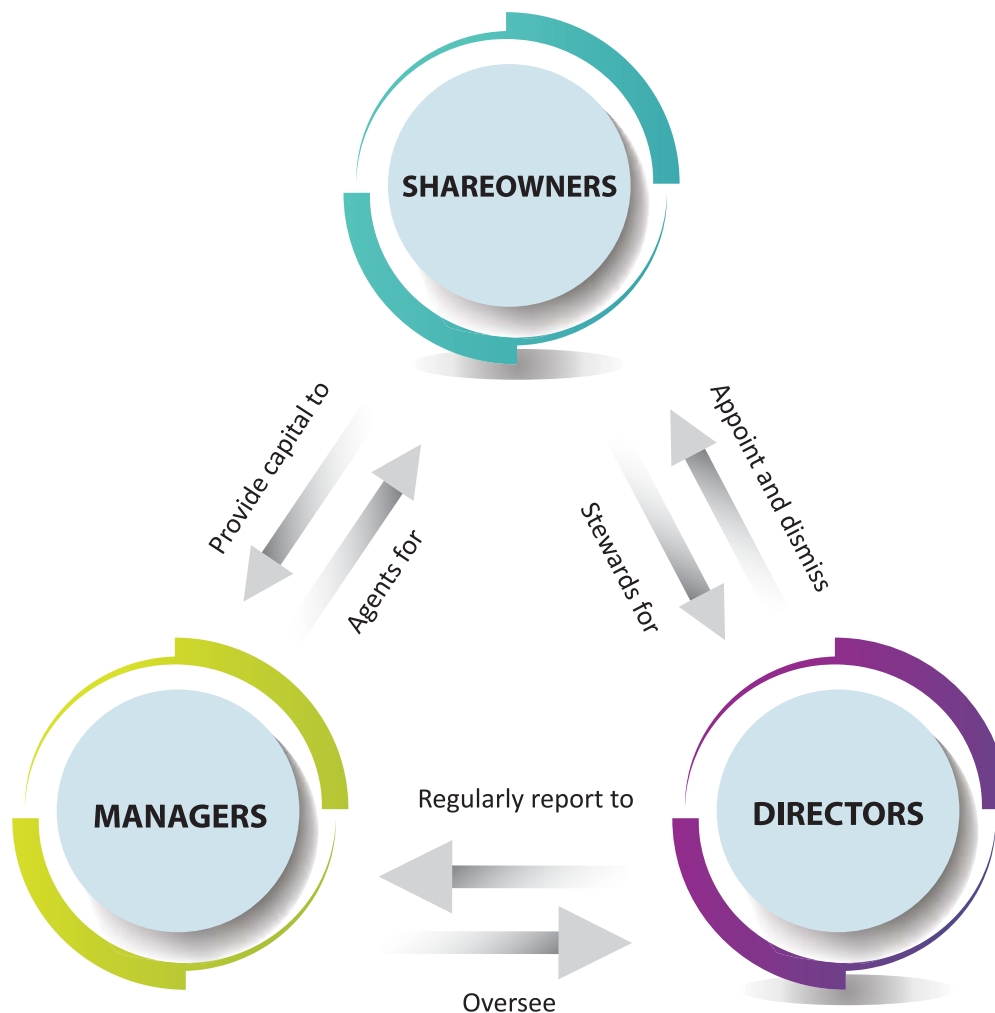 SHAREOWNERS
Provide capital to
Agents for
Appoint and dismiss
Stewards for
MANAGERS
DIRECTORS
Regularly report to
Oversee